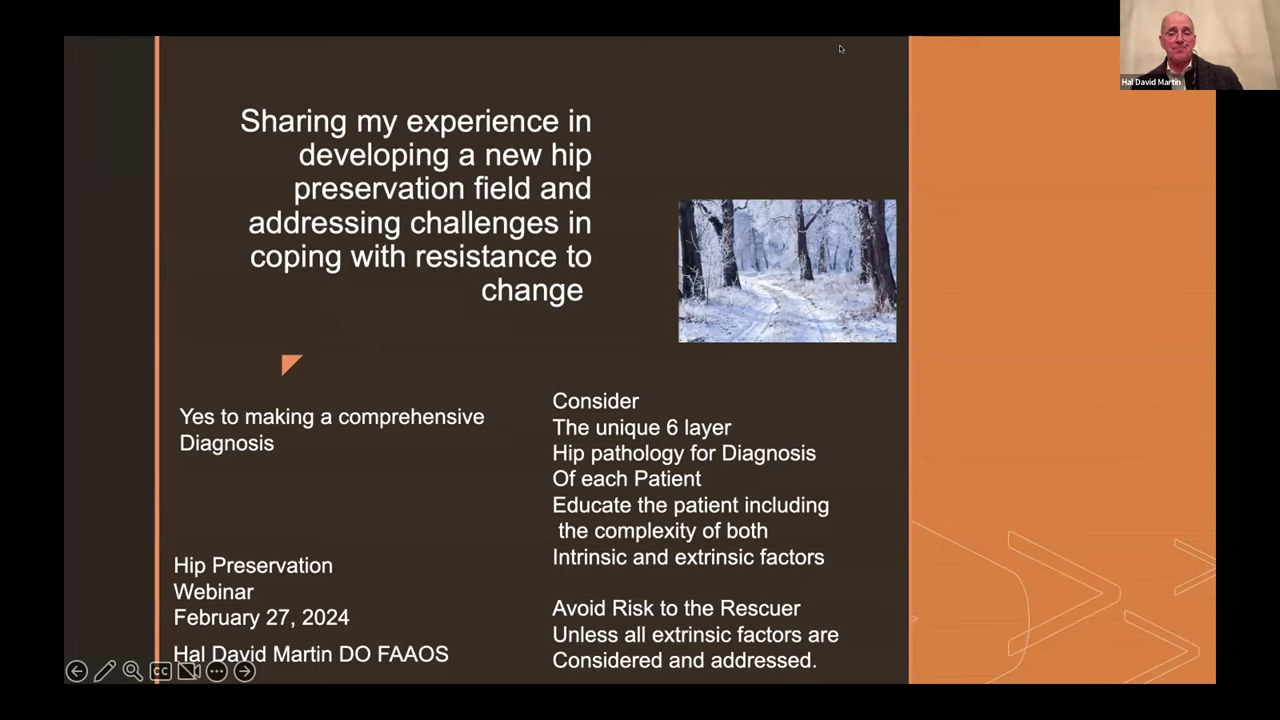 Hal David Martin
Sharing my experience in
developing a new hip
preservation field and
addressing challenges in
coping with resistance to
change
Yes to making a comprehensive
Diagnosis
Hip Preservation
Webinar
February 27, 2024
Hal David Martin DO FAAOS
Consider
The unique 6 layer
Hip pathology for Diagnosis
Of each Patient
Educate the patient including
the complexity of both
Intrinsic and extrinsic factors
Avoid Risk to the Rescuer
Unless all extrinsic factors are
Considered and addressed.
CC